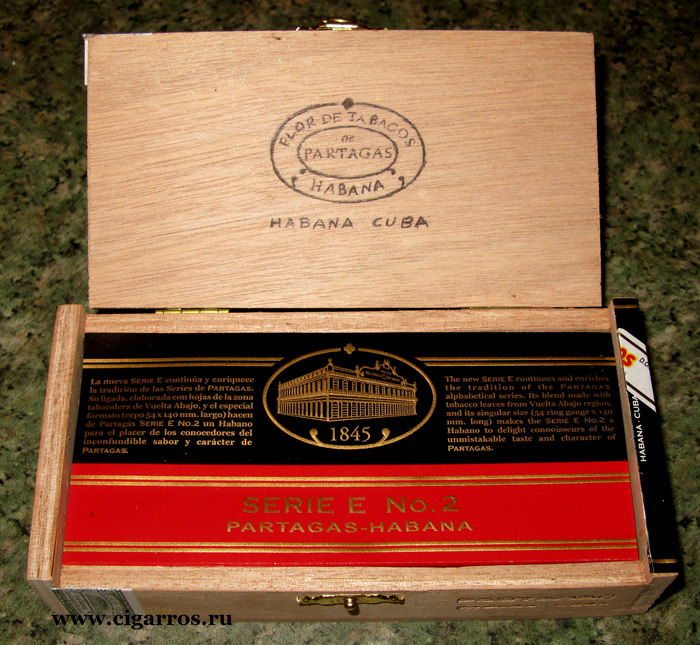 FLOR DE TABACOS
DE
PARTAGAS
HABANA
HABANA CUBA
La nueva SERIE E continúa y enriquece
la tradición de las Series de PARTAGAS.
Su ligada, elaborada con hojas de la zona
tabacalera de Vuelta Abajo, y el especial
formato (cepo 54 x 140 mm. largo) hacen
de Partagás SERIE E NO.2 un Habano
para el placer de los conocedores del
inconfundible sabor y carácter de
PARTAGAS.
1845
The new SERIE E continues and enriches
the tradition of the PARTAGAS
alphabetical series. Its blend made with
tobacco leaves from Vuelta Abajo region,
and its singular size (54 ring gauge x 140
mm. long) makes the SERIE E NO.2 a
Habano to delight connoisseurs of the
unmistakable taste and character of
PARTAGAS.
SERIE E No.2
PARTAGAS-HABANA
HABANA · CUBA
www.cigarros.ru